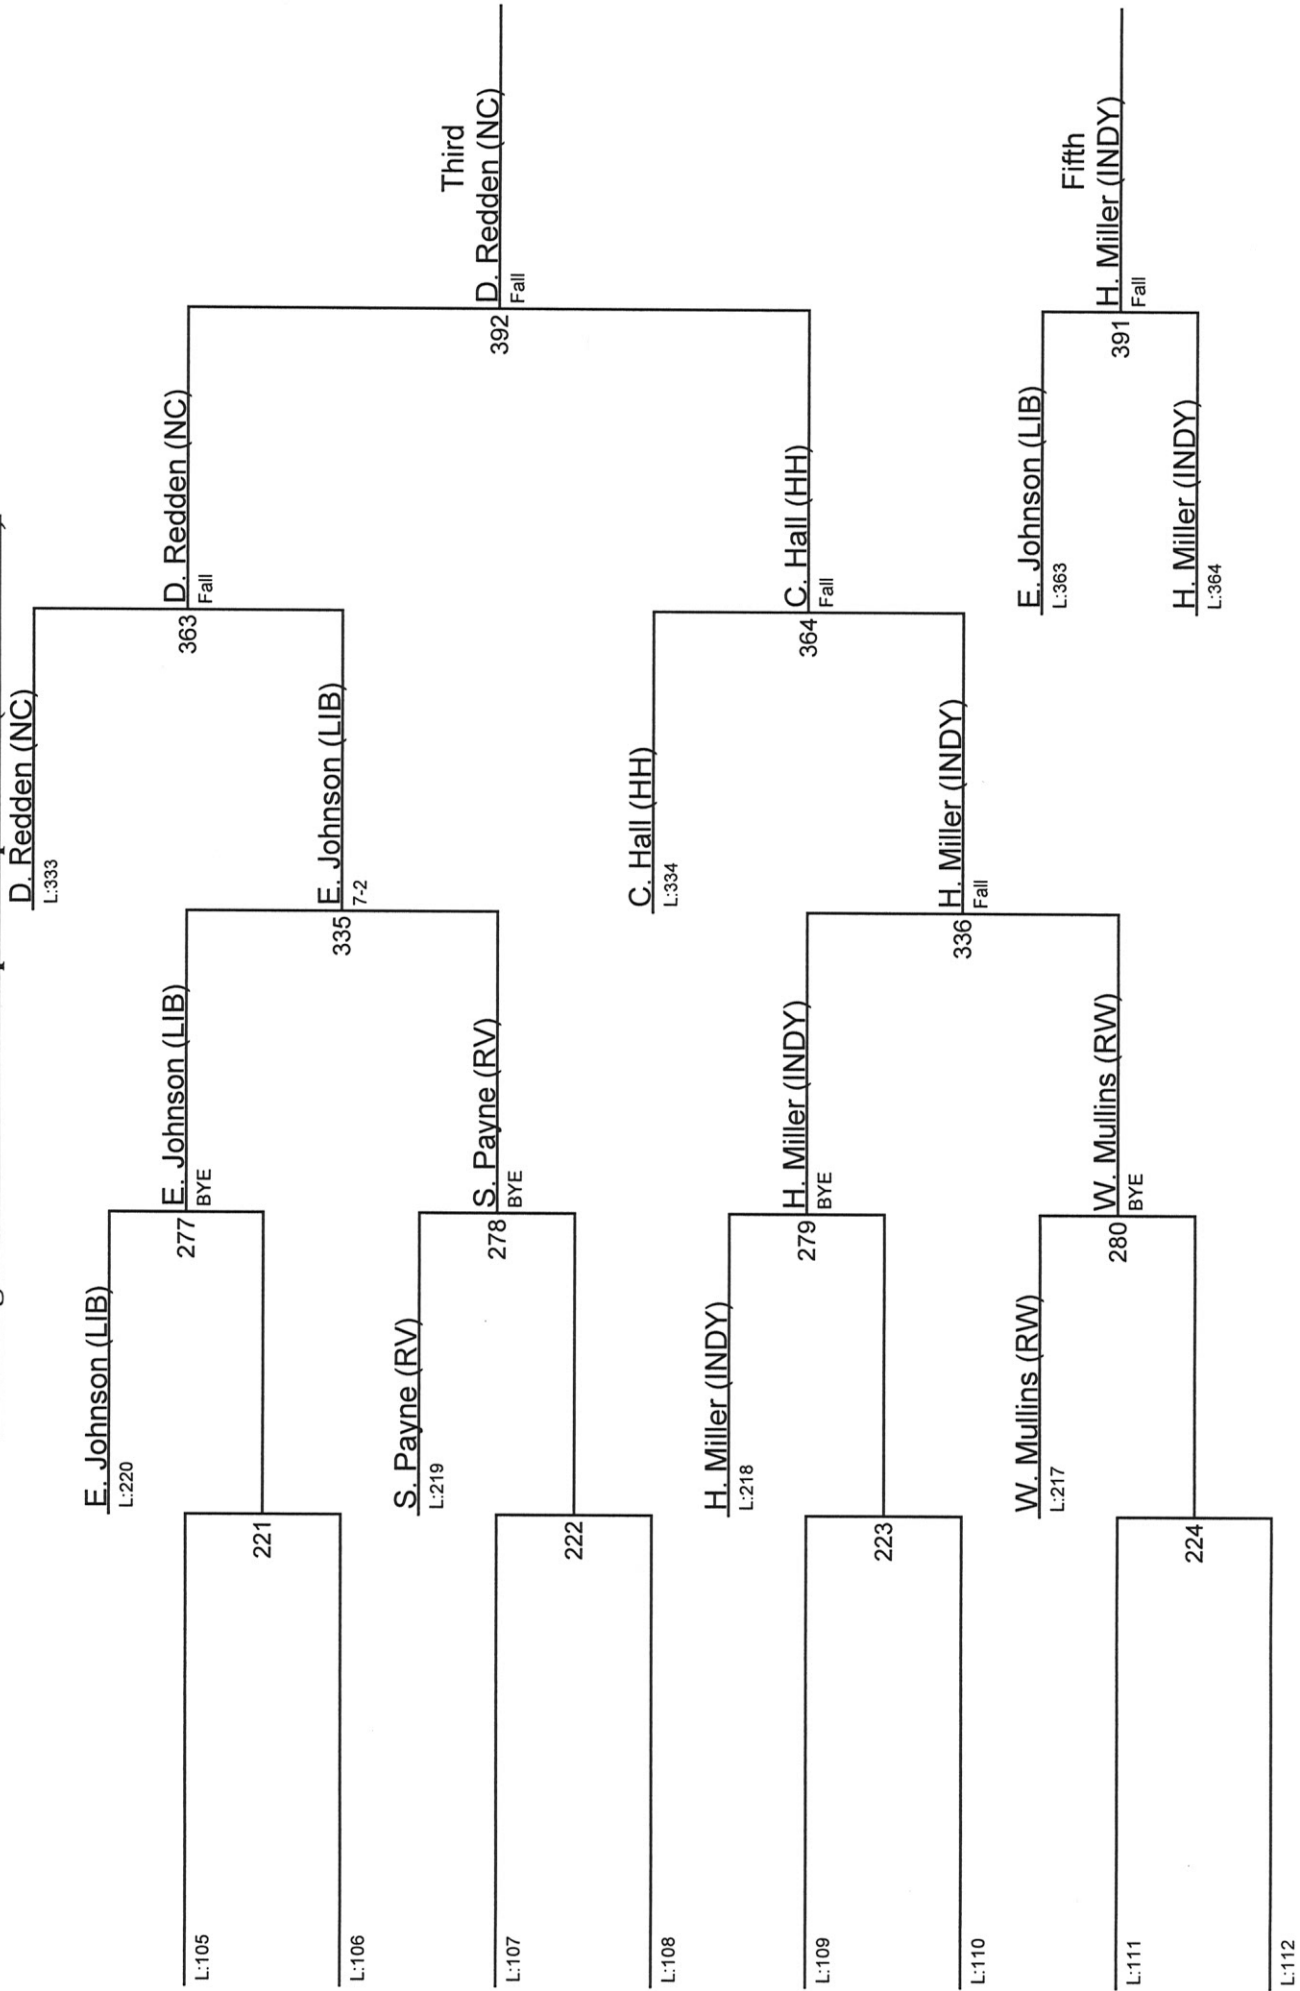 D. Redden (NC)
L:333
363
D. Redden (NC)
Fall
E. Johnson (LIB)
L:220
277
E. Johnson (LIB)
BYE
L:105
221
L:106
335
E. Johnson (LIB)
7-2
S. Payne (RV)
L:219
278
S. Payne (RV)
BYE
L:107
222
L:108
392
Third
D. Redden (NC)
Fall
C. Hall (HH)
L:334
364
C. Hall (HH)
Fall
H. Miller (INDY)
L:218
279
H. Miller (INDY)
BYE
L:109
223
L:110
336
H. Miller (INDY)
Fall
W. Mullins (RW)
L:217
280
W. Mullins (RW)
BYE
L:111
224
L:112
E. Johnson (LIB)
L:363
391
Fifth
H. Miller (INDY)
Fall
H. Miller (INDY)
L:364